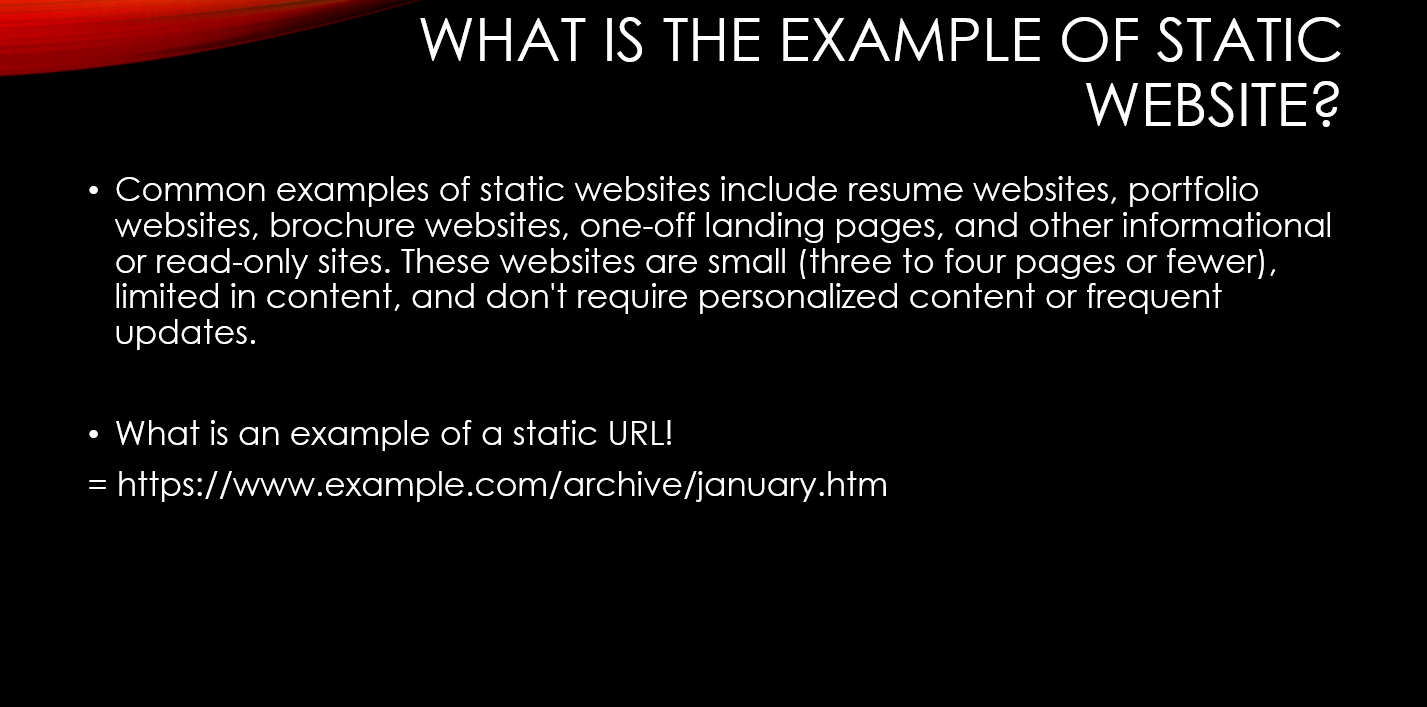 WHAT IS THE EXAMPLE OF STATIC
WEBSITE?
• Common examples of static websites include resume websites, portfolio
websites, brochure websites, one-off landing pages, and other informational
or read-only sites. These websites are small (three to four pages or fewer),
limited in content, and don't require personalized content or frequent
updates.
• What is an example of a static URL!
= https://www.example.com/archive/january.htm